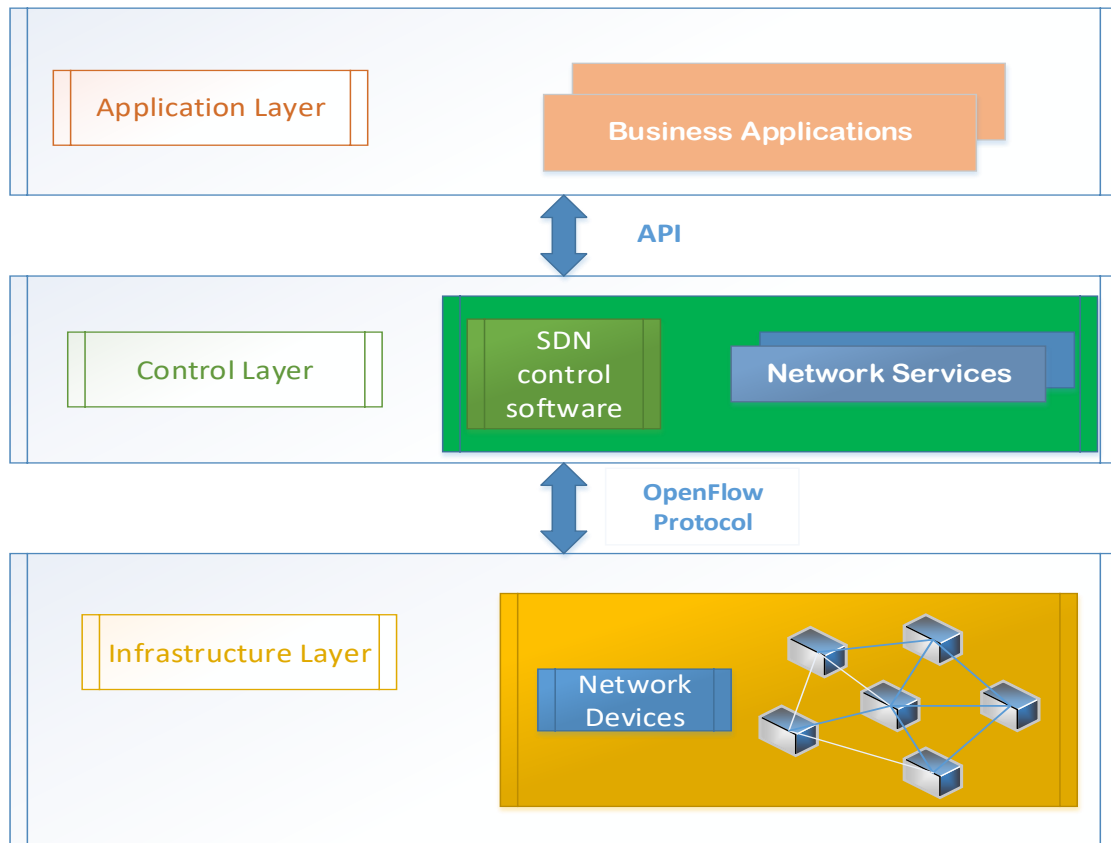 Application Layer
Business Applications
API
Control Layer
SDN
control
software
Network Services
OpenFlow
Protocol
Infrastructure Layer
Network
Devices